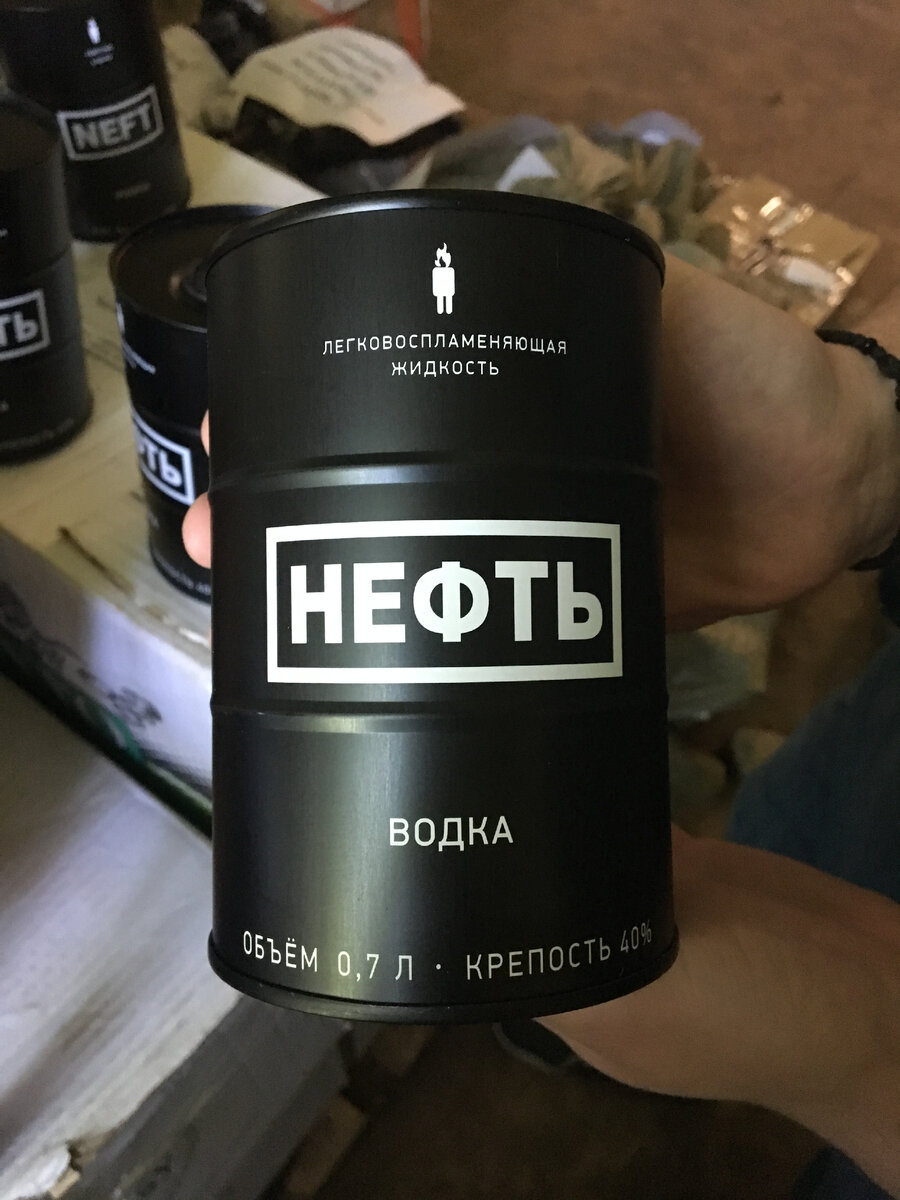 NEFT
ЛЕГКОВОСПЛАМЕНЯЮЩАЯ
ЖИДКОСТЬ
НЕФТЬ
ВОДКА
ОБЪЁМ 0,7 Л · КРЕПОСТЬ 40%